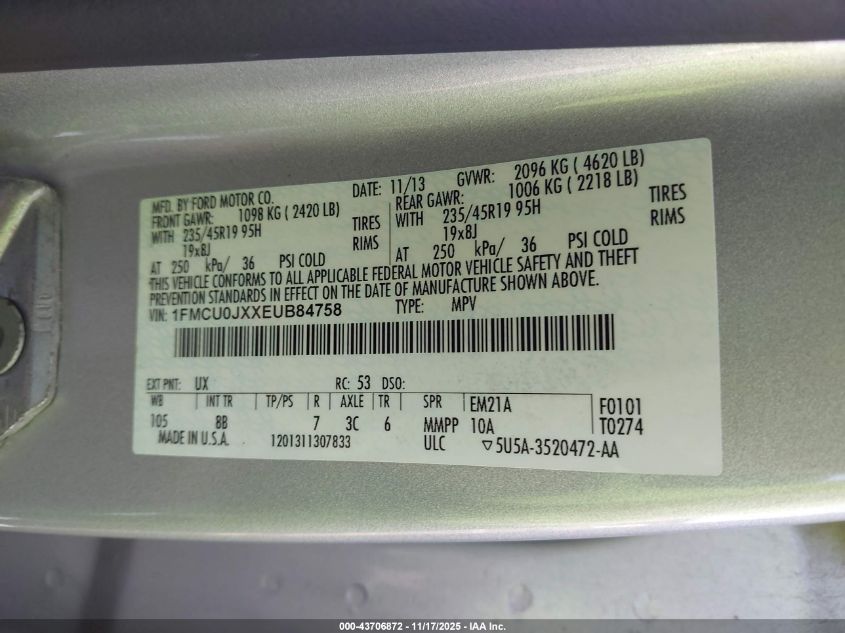 MFD. BY FORD MOTOR CO.
DATE: 11/13 GVWR: 2096 KG ( 4620 LB)
FRONT GAWR: 1098 KG ( 2420 LB) REAR GAWR: 1006 KG ( 2218 LB)
WITH 235/45R19 95H TIRES WITH 235/45R19 95H TIRES
19x8J RIMS 19x8J RIMS
AT 250 kPa/ 36 PSI COLD AT 250 kPa/ 36 PSI COLD
THIS VEHICLE CONFORMS TO ALL APPLICABLE FEDERAL MOTOR VEHICLE SAFETY AND THEFT
PREVENTION STANDARDS IN EFFECT ON THE DATE OF MANUFACTURE SHOWN ABOVE.
VIN: 1FMCU0JXXEUB84758 TYPE: MPV
EXT PNT: UX RC: 53 DSO:
WB INT TR TP/PS R AXLE TR SPR EM21A F0101
105 8B 7 3C 6 MMPP 10A T0274
MADE IN U.S.A. 1201311307833 ULC ▽5U5A-3520472-AA
000-43706872 - 11/17/2025 - IAA Inc.